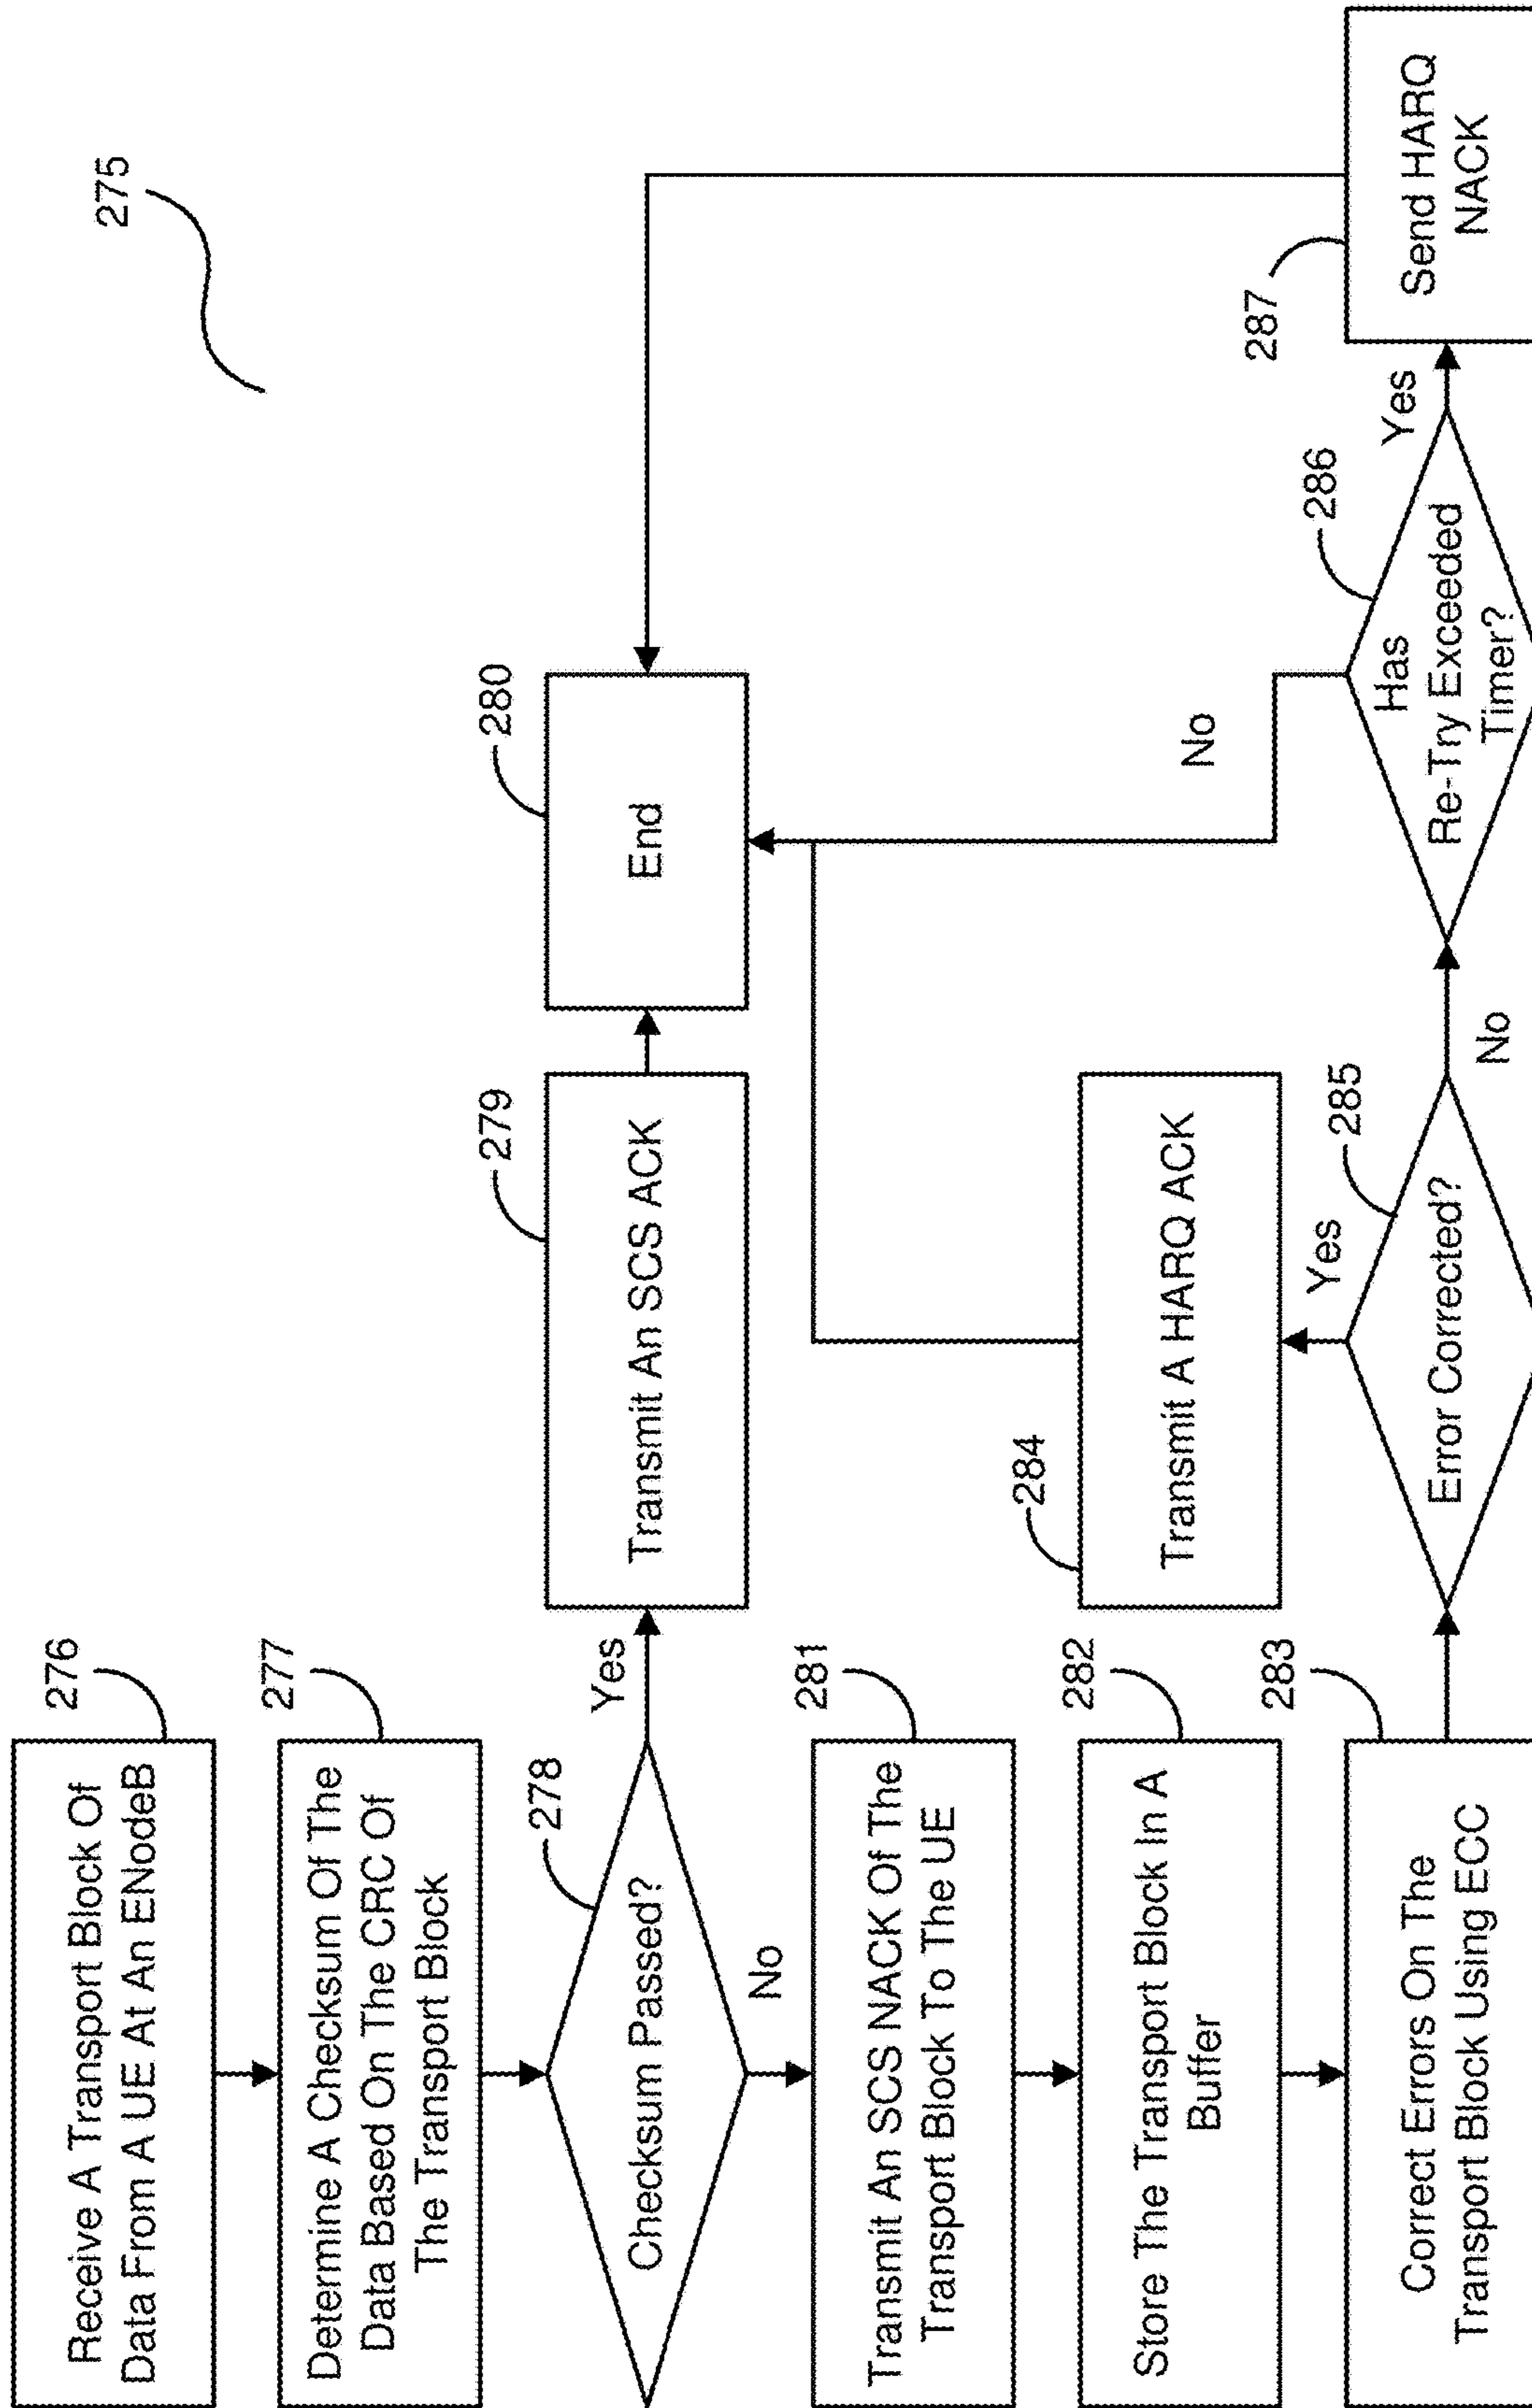 275
276
Receive A Transport Block Of
Data From A UE At An ENodeB
277
Determine A Checksum Of The
Data Based On The CRC Of
The Transport Block
278
Checksum Passed?
Yes
No
279
Transmit An SCS ACK
280
End
281
Transmit An SCS NACK Of The
Transport Block To The UE
282
Store The Transport Block In A
Buffer
283
Correct Errors On The
Transport Block Using ECC
284
Transmit A HARQ ACK
285
Error Corrected?
Yes
No
286
Has
Re-Try Exceeded
Timer?
No
Yes
287
Send HARQ
NACK